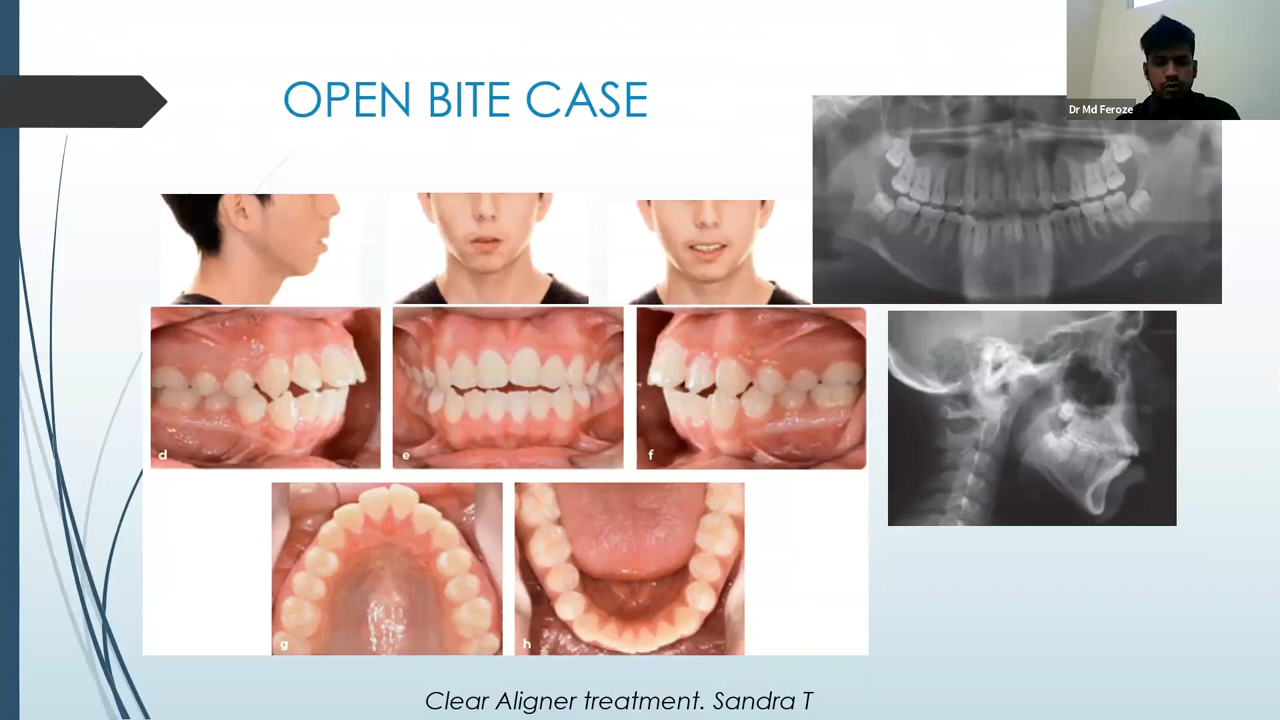 OPEN BITE CASE
Dr Md Feroze
d
e
f
g
h
Clear Aligner treatment. Sandra T